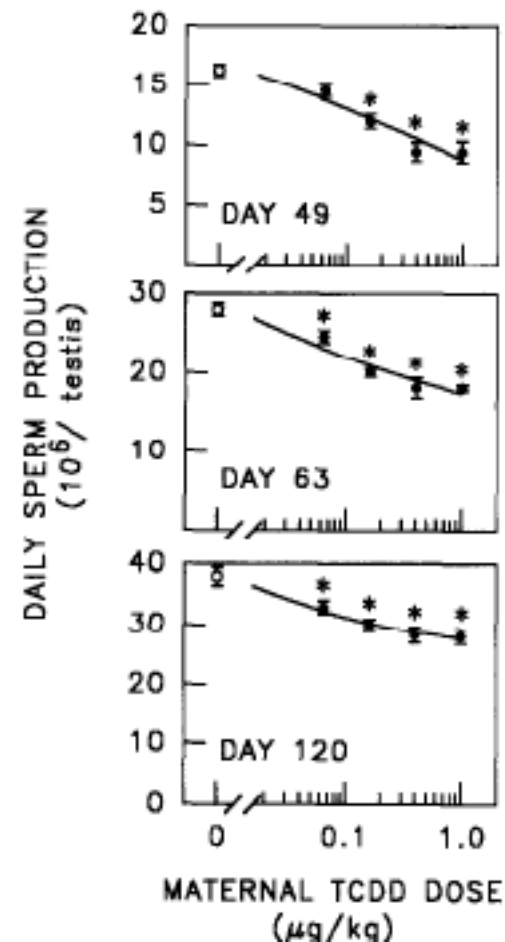 20
15
10
5
DAY 49
30
20
10
DAY 63
40
30
20
10
0
DAY 120
0 0.1 1.0
MATERNAL TCDD DOSE
(μg/kg)
DAILY SPERM PRODUCTION
(10⁶/ testis)
* * *
* * * *
* * * *